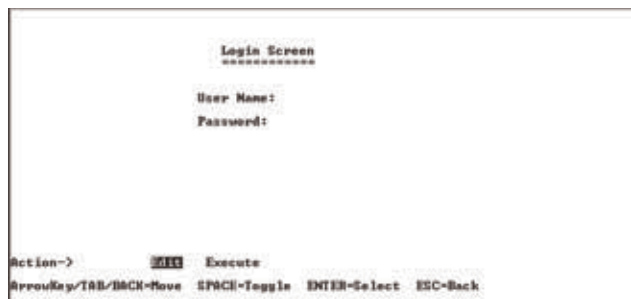 Login Screen
============
User Name:
Password:
Action-> Edit Execute
ArrowKey/TAB/BACK=Move SPACE=Toggle ENTER=Select ESC=Back